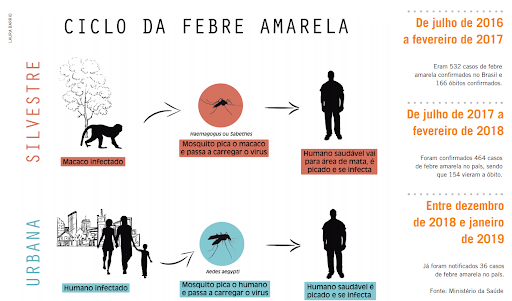 LAURA BARRIO
CICLO DA FEBRE AMARELA
SILVESTRE
Macaco infectado
Haemagogus ou Sabethes
Mosquito pica o macaco
e passa a carregar o vírus
Humano saudável vai
para área de mata, é
picado e se infecta
URBANA
Humano infectado
Aedes aegypti
Mosquito pica o humano
e passa a carregar o vírus
Humano saudável é
picado e se infecta
De julho de 2016
a fevereiro de 2017
Eram 532 casos de febre
amarela confirmados no Brasil e
166 óbitos confirmados.
De julho de 2017 a
fevereiro de 2018
Foram confirmados 464 casos
de febre amarela no país, sendo
que 154 vieram a óbito.
Entre dezembro
de 2018 e janeiro
de 2019
Já foram notificados 36 casos
de febre amarela no país.
Fonte: Ministério da Saúde